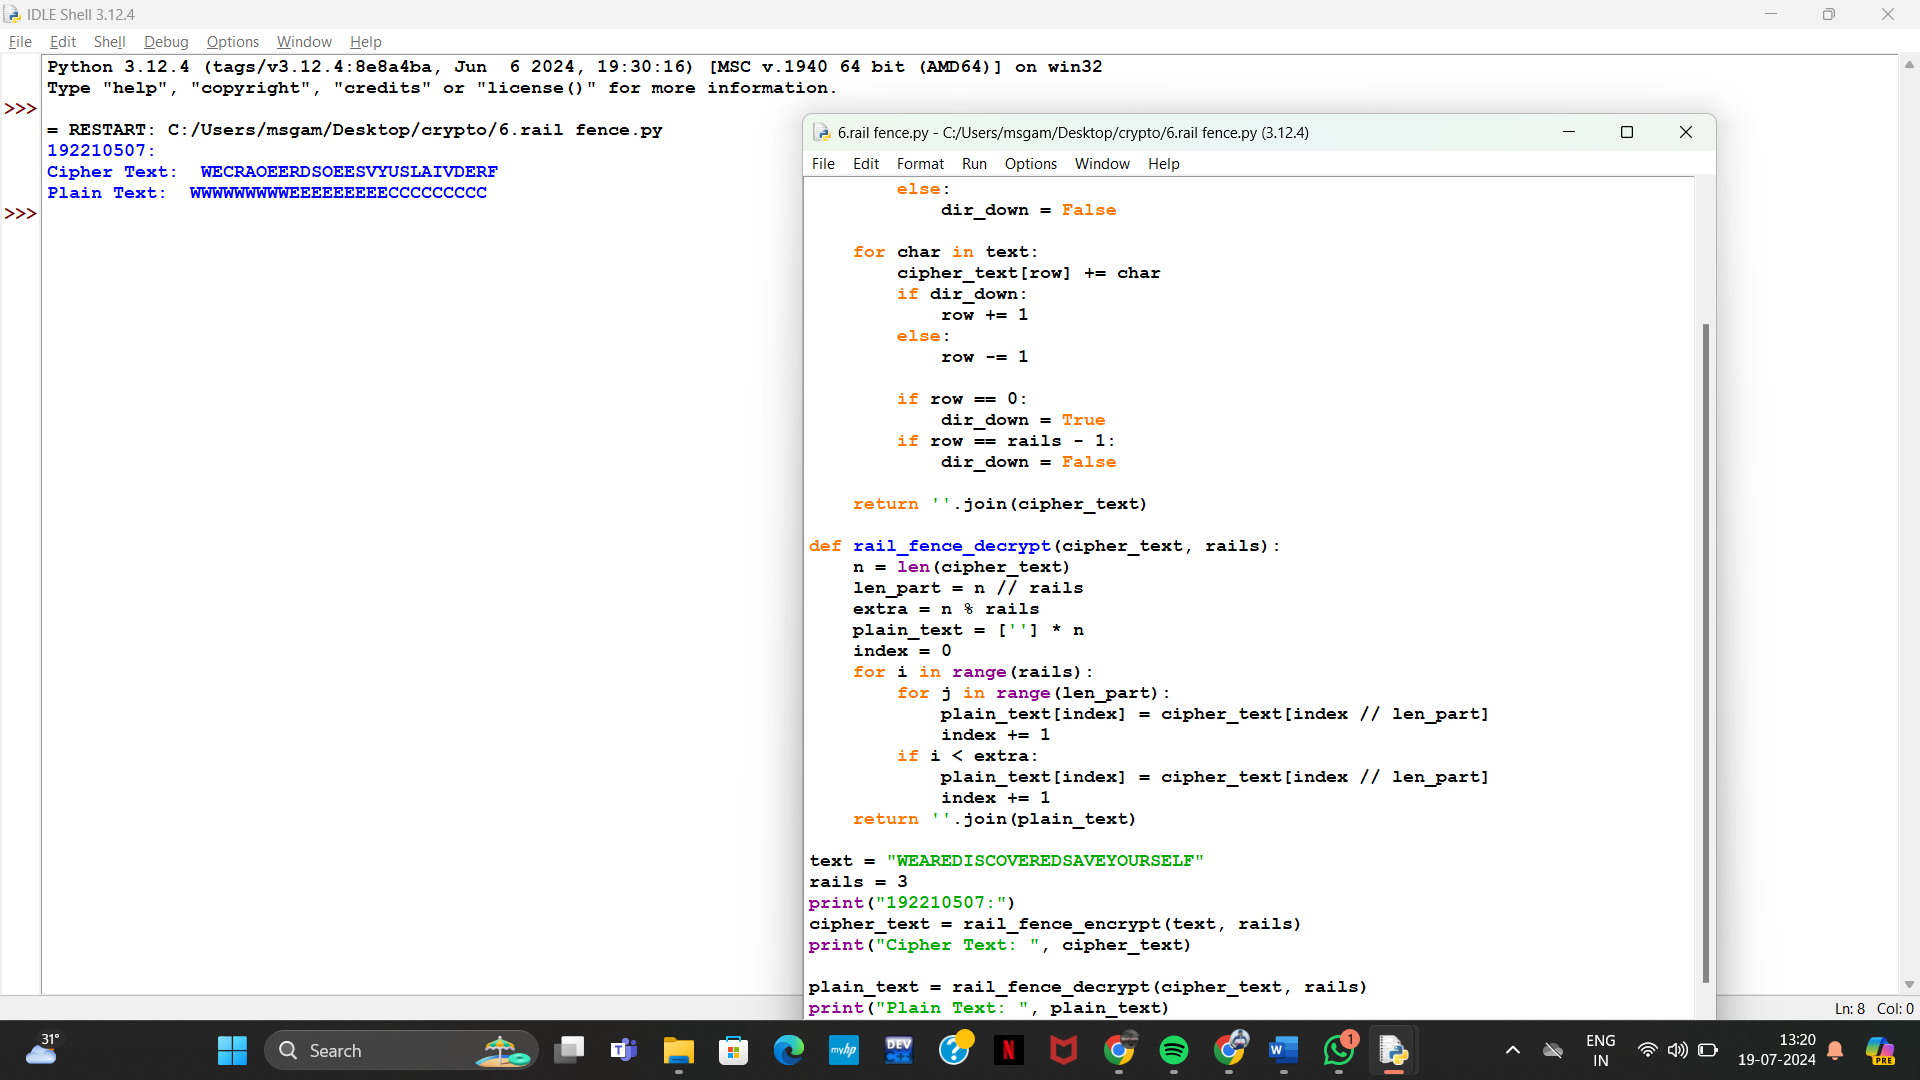 IDLE Shell 3.12.4
File Edit Shell Debug Options Window Help
Python 3.12.4 (tags/v3.12.4:8e8a4ba, Jun  6 2024, 19:30:16) [MSC v.1940 64 bit (AMD64)] on win32
Type "help", "copyright", "credits" or "license()" for more information.
>>>
= RESTART: C:/Users/msgam/Desktop/crypto/6.rail fence.py
192210507:
Cipher Text:  WECRAOEERDSOEESVYUSLAIVDERF
Plain Text:  WWWWWWWWWEEEEEEEEECCCCCCCCC
>>>
6.rail fence.py - C:/Users/msgam/Desktop/crypto/6.rail fence.py (3.12.4)
File Edit Format Run Options Window Help
        else:
            dir_down = False
    for char in text:
        cipher_text[row] += char
        if dir_down:
            row += 1
        else:
            row -= 1
        if row == 0:
            dir_down = True
        if row == rails - 1:
            dir_down = False
    return ''.join(cipher_text)
def rail_fence_decrypt(cipher_text, rails):
    n = len(cipher_text)
    len_part = n // rails
    extra = n % rails
    plain_text = [''] * n
    index = 0
    for i in range(rails):
        for j in range(len_part):
            plain_text[index] = cipher_text[index // len_part]
            index += 1
        if i < extra:
            plain_text[index] = cipher_text[index // len_part]
            index += 1
    return ''.join(plain_text)
text = "WEAREDISCOVEREDSAVEYOURSELF"
rails = 3
print("192210507:")
cipher_text = rail_fence_encrypt(text, rails)
print("Cipher Text: ", cipher_text)
plain_text = rail_fence_decrypt(cipher_text, rails)
print("Plain Text: ", plain_text)
Ln: 8 Col: 0
31°
Search
myhp
DEV C++
1
ENG
IN
13:20
19-07-2024
PRE